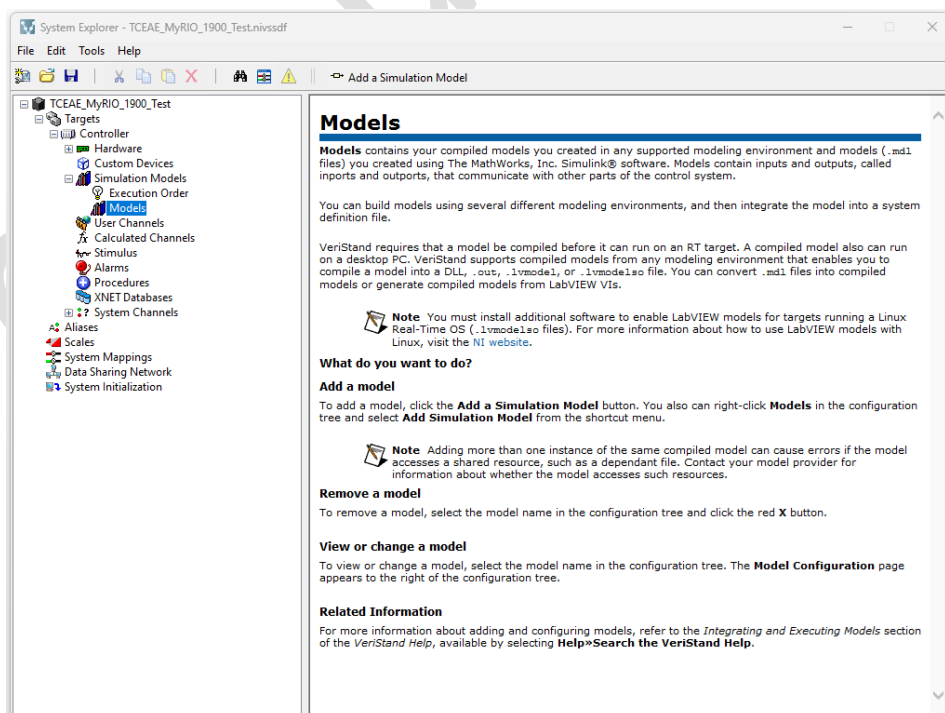 System Explorer - TCEAE_MyRIO_1900_Test.nivssdf
File Edit Tools Help
Add a Simulation Model
TCEAE_MyRIO_1900_Test
Targets
Controller
Hardware
Custom Devices
Simulation Models
Execution Order
Models
User Channels
Calculated Channels
Stimulus
Alarms
Procedures
XNET Databases
System Channels
Aliases
Scales
System Mappings
Data Sharing Network
System Initialization
Models
Models contains your compiled models you created in any supported modeling environment and models (.mdl
files) you created using The MathWorks, Inc. Simulink® software. Models contain inputs and outputs, called
inports and outports, that communicate with other parts of the control system.
You can build models using several different modeling environments, and then integrate the model into a system
definition file.
VeriStand requires that a model be compiled before it can run on an RT target. A compiled model also can run
on a desktop PC. VeriStand supports compiled models from any modeling environment that enables you to
compile a model into a DLL, .out, .lvmodel, or .lvmodelso file. You can convert .mdl files into compiled
models or generate compiled models from LabVIEW VIs.
Note You must install additional software to enable LabVIEW models for targets running a Linux
Real-Time OS (.lvmodelso files). For more information about how to use LabVIEW models with
Linux, visit the NI website.
What do you want to do?
Add a model
To add a model, click the Add a Simulation Model button. You also can right-click Models in the configuration
tree and select Add Simulation Model from the shortcut menu.
Note Adding more than one instance of the same compiled model can cause errors if the model
accesses a shared resource, such as a dependant file. Contact your model provider for
information about whether the model accesses such resources.
Remove a model
To remove a model, select the model name in the configuration tree and click the red X button.
View or change a model
To view or change a model, select the model name in the configuration tree. The Model Configuration page
appears to the right of the configuration tree.
Related Information
For more information about adding and configuring models, refer to the Integrating and Executing Models section
of the VeriStand Help, available by selecting Help»Search the VeriStand Help.